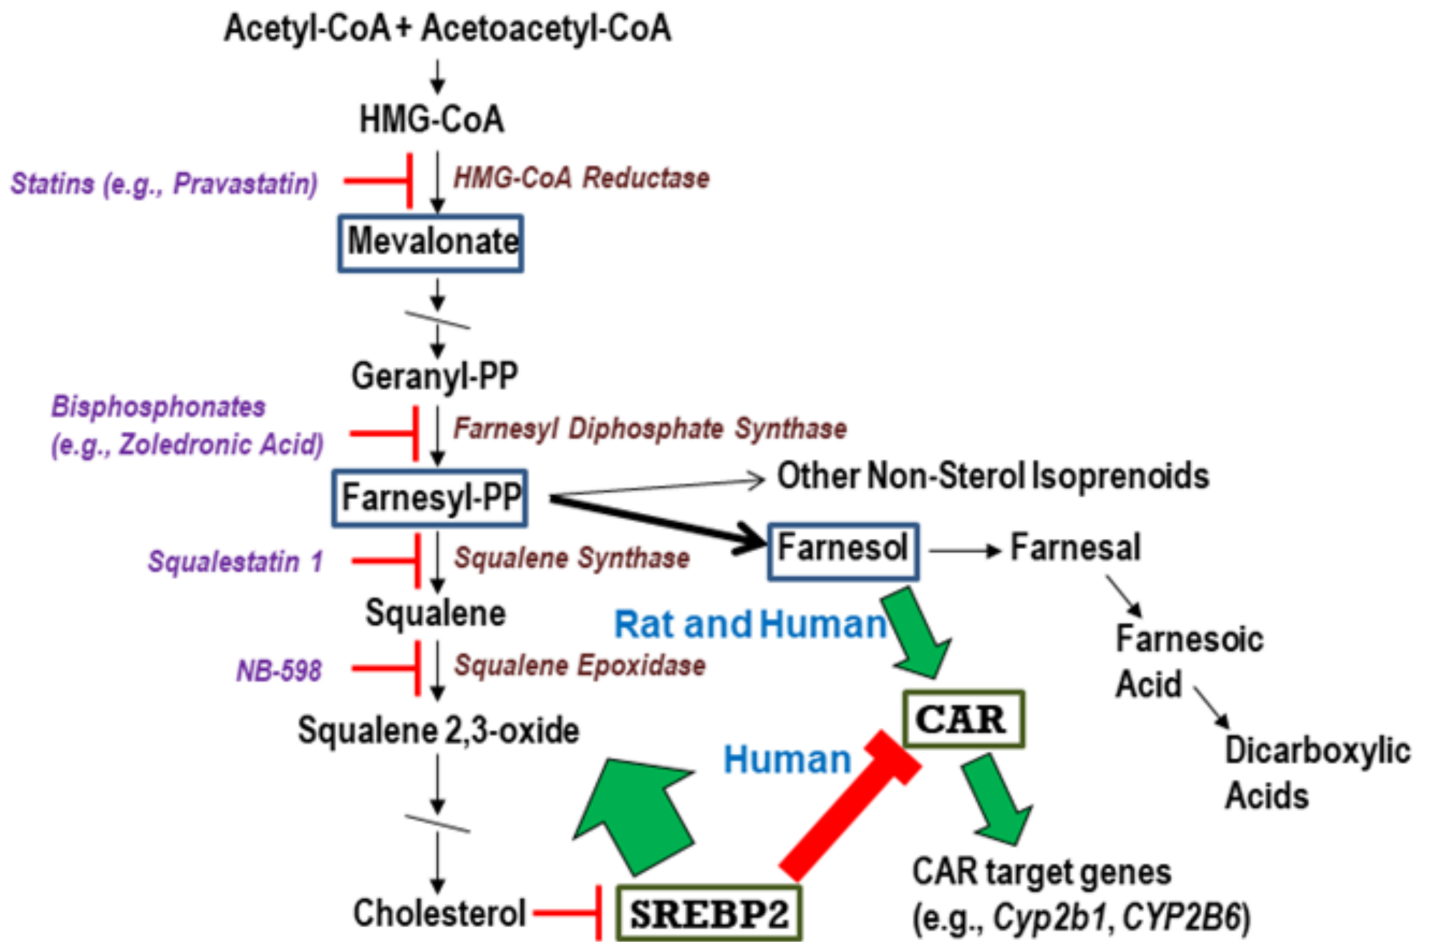 Acetyl-CoA + Acetoacetyl-CoA
HMG-CoA
Statins (e.g., Pravastatin)
HMG-CoA Reductase
Mevalonate
Geranyl-PP
Bisphosphonates
(e.g., Zoledronic Acid)
Farnesyl Diphosphate Synthase
Farnesyl-PP
Other Non-Sterol Isoprenoids
Farnesol
Farnesal
Squalestatin 1
Squalene Synthase
Squalene
Rat and Human
Farnesoic
Acid
NB-598
Squalene Epoxidase
Squalene 2,3-oxide
CAR
Human
Dicarboxylic
Acids
Cholesterol
SREBP2
CAR target genes
(e.g., Cyp2b1, CYP2B6)